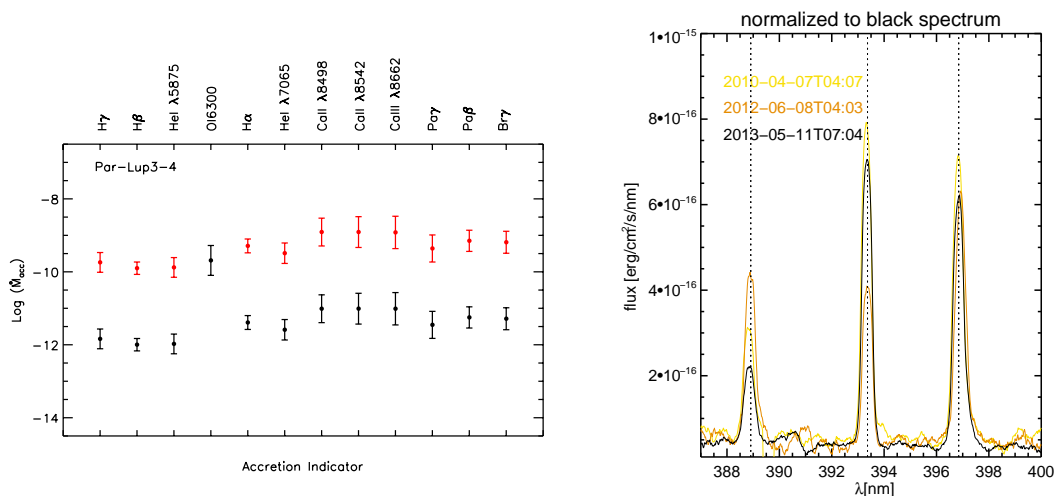 Hγ
Hβ
HeI λ5875
OI6300
Hα
HeI λ7065
CaII λ8498
CaII λ8542
CaIII λ8662
Paγ
Paβ
Brγ
Par-Lup3-4
-8
-10
-12
-14
Log (Ṁacc)
Accretion Indicator
normalized to black spectrum
1•10⁻¹⁵
8•10⁻¹⁶
6•10⁻¹⁶
4•10⁻¹⁶
2•10⁻¹⁶
flux [erg/cm²/s/nm]
2010-04-07T04:07
2012-06-08T04:03
2013-05-11T07:04
388 390 392 394 396 398 400
λ[nm]